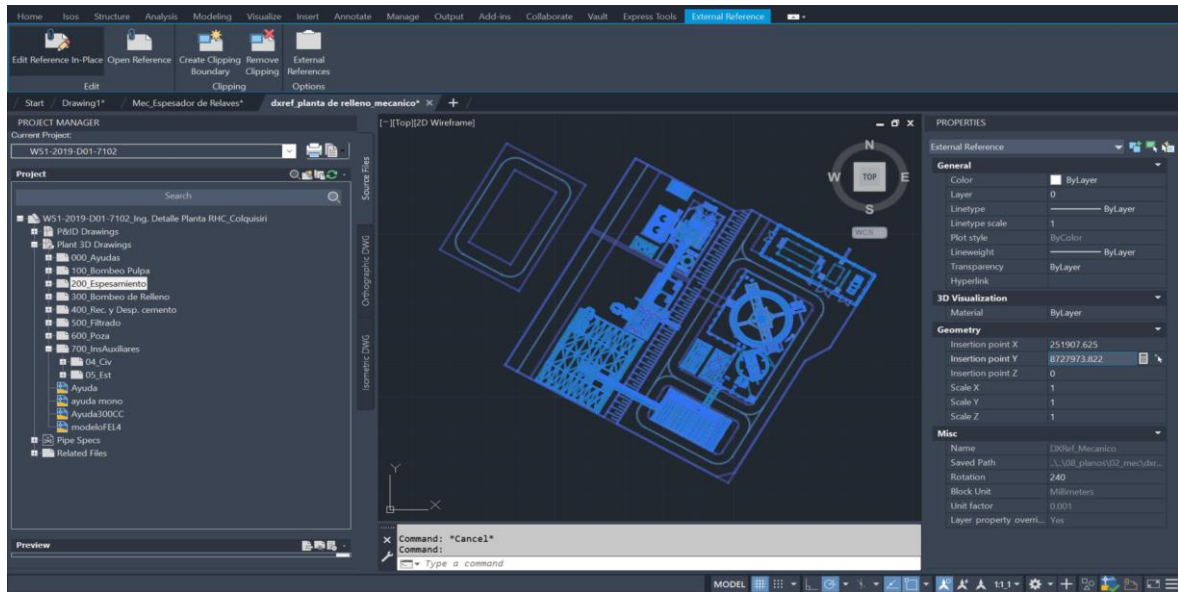 Home Isos Structure Analysis Modeling Visualize Insert Annotate Manage Output Add-ins Collaborate Vault Express Tools External Reference
Edit Reference In-Place Open Reference Create Clipping Boundary Remove Clipping External References
Edit Clipping Options
Start Drawing1* Mec_Espesador de Relaves* dxref_planta de relleno_mecanico*
PROJECT MANAGER
Current Project:
W51-2019-D01-7102
Project
Search
W51-2019-D01-7102_Ing. Detalle Planta RHC_Colquisiri
P&ID Drawings
Plant 3D Drawings
000_Ayudas
100_Bombeo Pulpa
200_Espesamiento
300_Bombeo de Relleno
400_Rec. y Desp. cemento
500_Filtrado
600_Poza
700_InsAuxiliares
04_Civ
05_Est
Ayuda
ayuda mono
Ayuda300CC
modeloFEL4
Pipe Specs
Related Files
Preview
Source Files
Orthographic DWG
Isometric DWG
[−][Top][2D Wireframe]
N
W TOP E
S
WCS
Y
X
Command: *Cancel*
Command:
Type a command
PROPERTIES
External Reference
General
Color ByLayer
Layer 0
Linetype ByLayer
Linetype scale 1
Plot style ByColor
Lineweight ByLayer
Transparency ByLayer
Hyperlink
3D Visualization
Material ByLayer
Geometry
Insertion point X 251907.625
Insertion point Y 8727973.822
Insertion point Z 0
Scale X 1
Scale Y 1
Scale Z 1
Misc
Name DXRef_Mecanico
Saved Path ..\..\08_planos\02_mec\dxr...
Rotation 240
Block Unit Millimeters
Unit factor 0.001
Layer property overri... Yes
MODEL 1:1_1